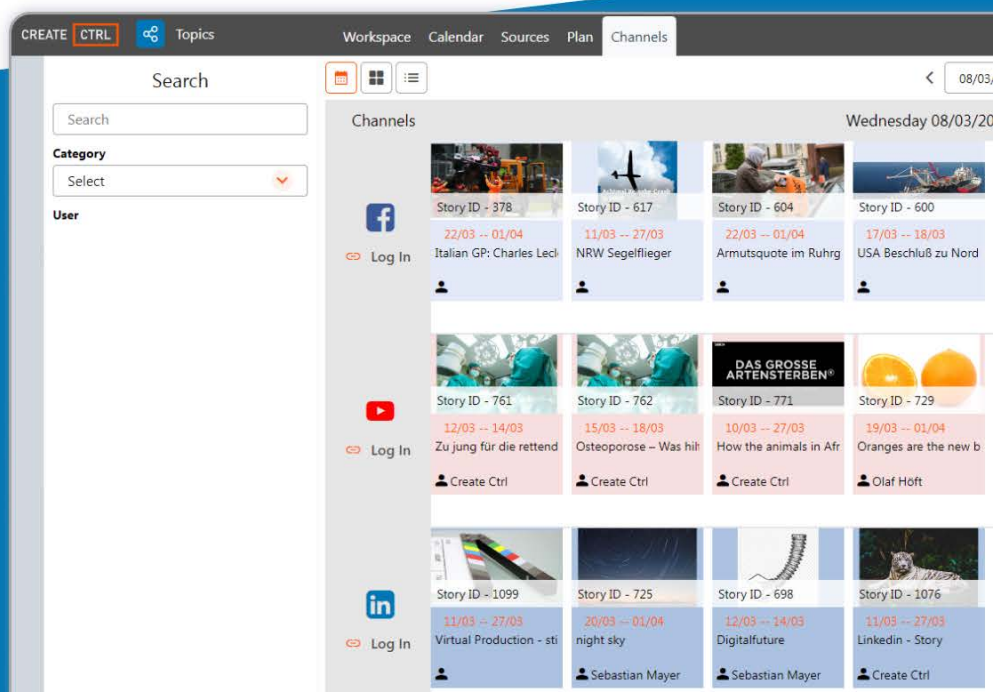 CREATE CTRL Topics Workspace Calendar Sources Plan Channels
Search
Search
Category
Select
User
08/03/
Channels
Wednesday 08/03/20
Story ID - 378
22/03 -- 01/04
Italian GP: Charles Lecl
Story ID - 617
11/03 -- 27/03
NRW Segelflieger
Story ID - 604
22/03 -- 01/04
Armutsquote im Ruhrg
Story ID - 600
17/03 -- 18/03
USA Beschluß zu Nord
Log In
Story ID - 761
12/03 -- 14/03
Zu jung für die rettend
Create Ctrl
Story ID - 762
15/03 -- 18/03
Osteoporose – Was hilf
Create Ctrl
DAS GROSSE
ARTENSTERBEN®
Story ID - 771
10/03 -- 27/03
How the animals in Afr
Create Ctrl
Story ID - 729
19/03 -- 01/04
Oranges are the new b
Olaf Höft
Log In
in
Story ID - 1099
11/03 -- 27/03
Virtual Production - sti
Story ID - 725
20/03 -- 01/04
night sky
Sebastian Mayer
Story ID - 698
12/03 -- 14/03
Digitalfuture
Sebastian Mayer
Story ID - 1076
11/03 -- 27/03
Linkedin - Story
Create Ctrl
Log In